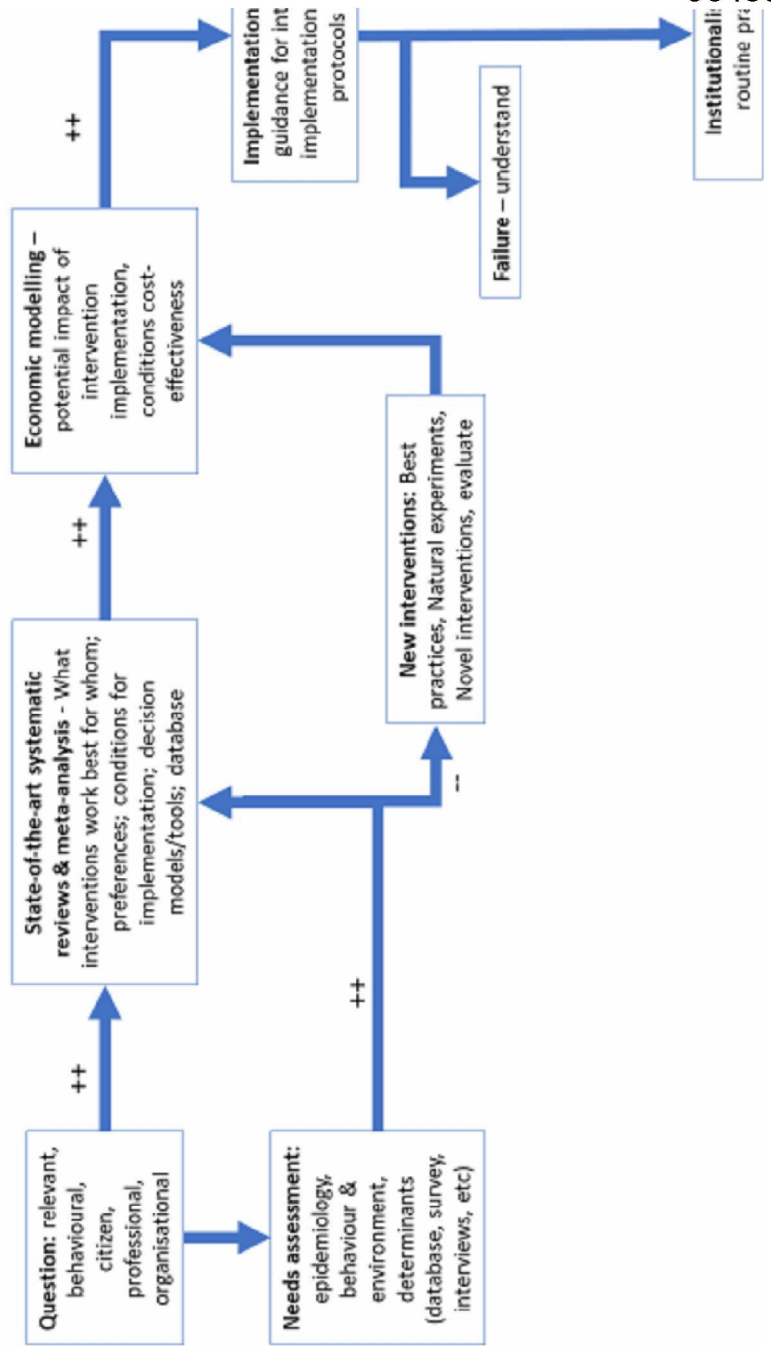 Question: relevant,
behavioural,
citizen,
professional,
organisational
++
State-of-the-art systematic
reviews & meta-analysis - What
interventions work best for whom;
preferences; conditions for
implementation; decision
models/tools; database
++
Economic modelling –
potential impact of
intervention
implementation,
conditions cost-
effectiveness
++
Implementation
guidance for int
implementation
protocols
Needs assessment:
epidemiology,
behaviour &
environment,
determinants
(database, survey,
interviews, etc)
++
--
New interventions: Best
practices, Natural experiments,
Novel interventions, evaluate
Failure – understand
Institutionalis
routine pra